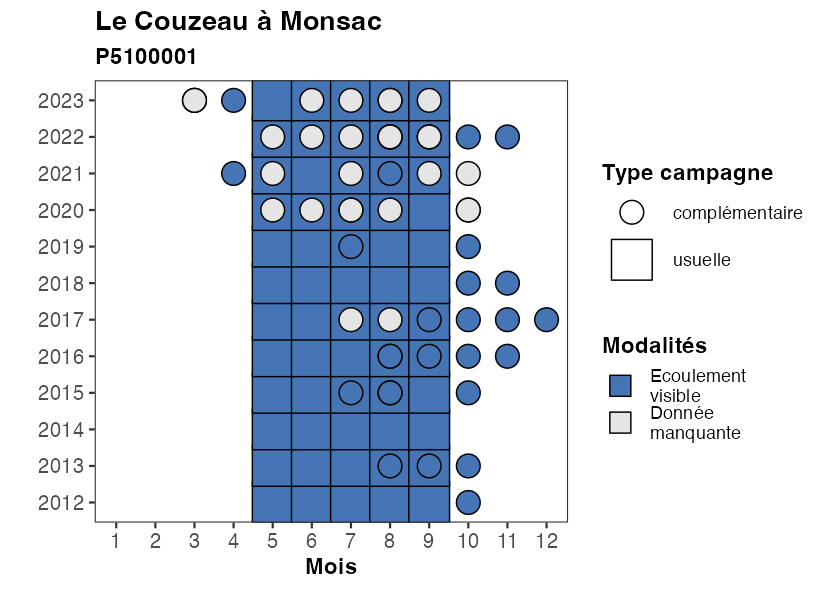 Le Couzeau à Monsac
P5100001
2023
2022
2021
2020
2019
2018
2017
2016
2015
2014
2013
2012
1 2 3 4 5 6 7 8 9 10 11 12
Mois
Type campagne
complémentaire
usuelle
Modalités
Ecoulement
visible
Donnée
manquante